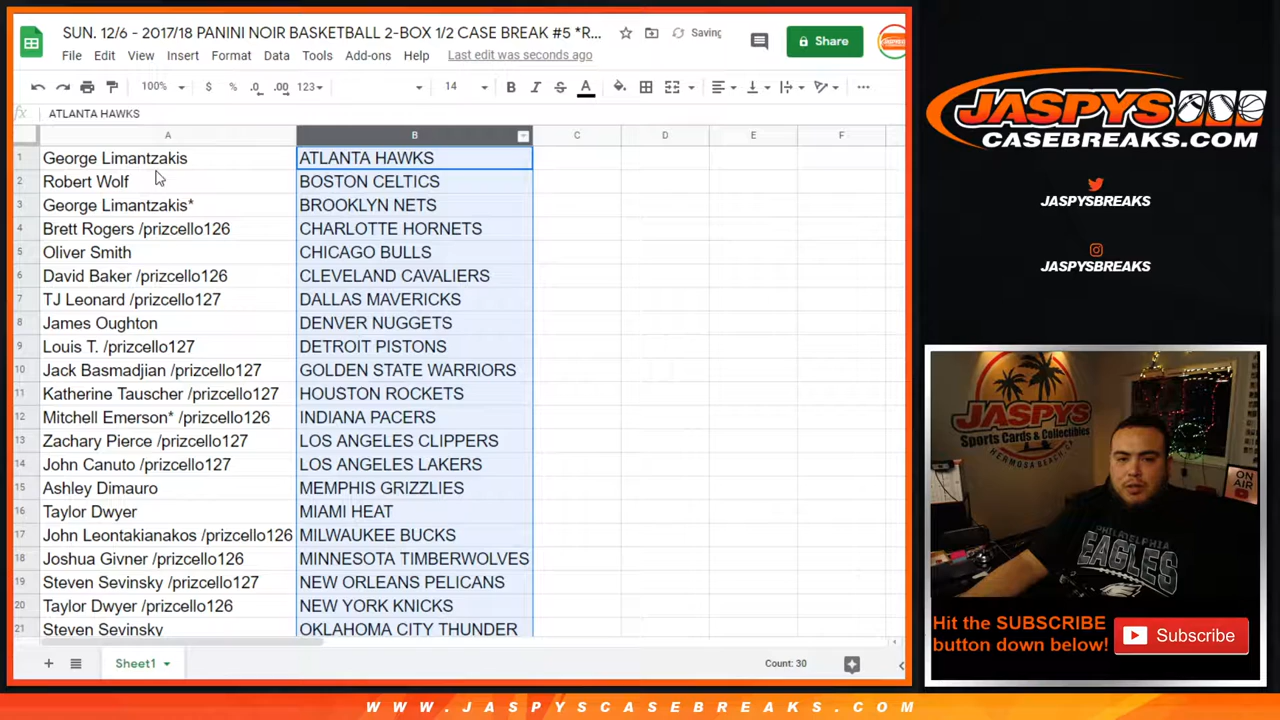 SUN. 12/6 - 2017/18 PANINI NOIR BASKETBALL 2-BOX 1/2 CASE BREAK #5 *R...
Saving
Share
File Edit View Insert Format Data Tools Add-ons Help Last edit was seconds ago
100% $ % .0 .00 123 14 B I S A
fx ATLANTA HAWKS
A B C D E F
1 George Limantzakis ATLANTA HAWKS
2 Robert Wolf BOSTON CELTICS
3 George Limantzakis* BROOKLYN NETS
4 Brett Rogers /prizcello126 CHARLOTTE HORNETS
5 Oliver Smith CHICAGO BULLS
6 David Baker /prizcello126 CLEVELAND CAVALIERS
7 TJ Leonard /prizcello127 DALLAS MAVERICKS
8 James Oughton DENVER NUGGETS
9 Louis T. /prizcello127 DETROIT PISTONS
10 Jack Basmadjian /prizcello127 GOLDEN STATE WARRIORS
11 Katherine Tauscher /prizcello127 HOUSTON ROCKETS
12 Mitchell Emerson* /prizcello126 INDIANA PACERS
13 Zachary Pierce /prizcello127 LOS ANGELES CLIPPERS
14 John Canuto /prizcello127 LOS ANGELES LAKERS
15 Ashley Dimauro MEMPHIS GRIZZLIES
16 Taylor Dwyer MIAMI HEAT
17 John Leontakianakos /prizcello126 MILWAUKEE BUCKS
18 Joshua Givner /prizcello126 MINNESOTA TIMBERWOLVES
19 Steven Sevinsky /prizcello127 NEW ORLEANS PELICANS
20 Taylor Dwyer /prizcello126 NEW YORK KNICKS
21 Steven Sevinsky OKLAHOMA CITY THUNDER
Sheet1
Count: 30
JASPYS
CASEBREAKS.COM
JASPYSBREAKS
JASPYSBREAKS
JASPYS
Sports Cards & Collectibles
HERMOSA BEACH, CA
ON AIR
PHILADELPHIA
EAGLES
Hit the SUBSCRIBE
button down below!
Subscribe
WWW.JASPYSCASEBREAKS.COM